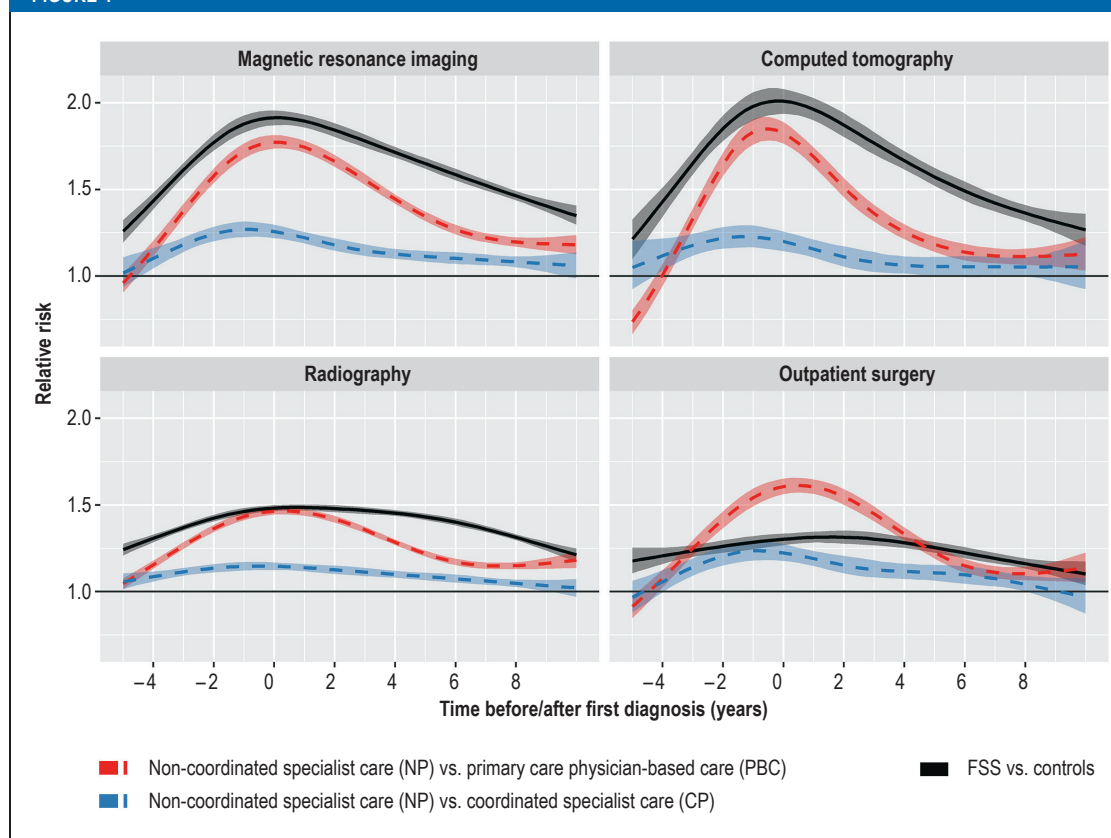 Magnetic resonance imaging
Computed tomography
2.0
1.5
1.0
Relative risk
Radiography
Outpatient surgery
2.0
1.5
1.0
–4 –2 0 2 4 6 8
–4 –2 0 2 4 6 8
Time before/after first diagnosis (years)
Non-coordinated specialist care (NP) vs. primary care physician-based care (PBC)
FSS vs. controls
Non-coordinated specialist care (NP) vs. coordinated specialist care (CP)